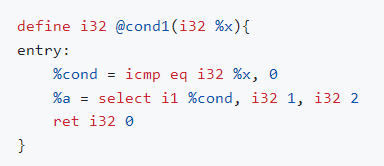 define i32 @cond1(i32 %x){
entry:
    %cond = icmp eq i32 %x, 0
    %a = select i1 %cond, i32 1, i32 2
    ret i32 0
}